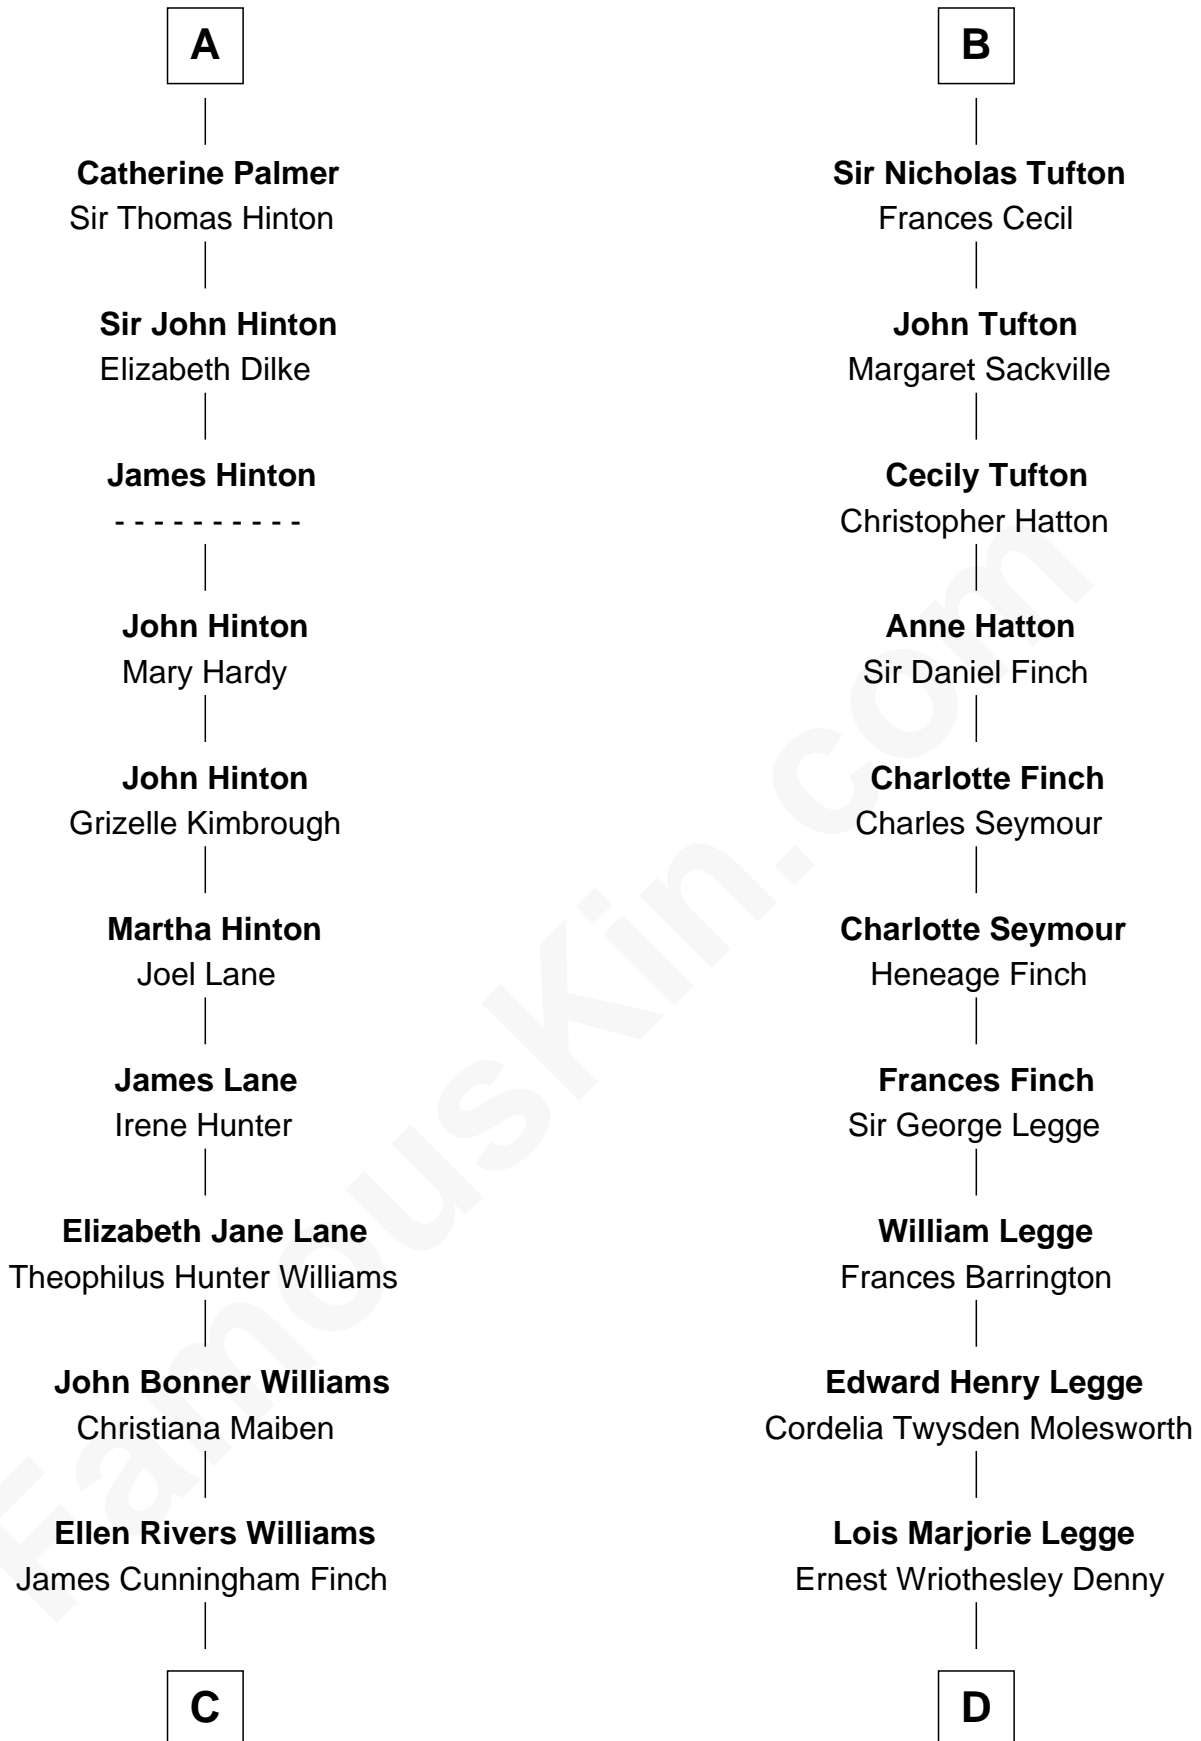 A
Catherine Palmer
Sir Thomas Hinton
Sir John Hinton
Elizabeth Dilke
James Hinton
- - - - - - - - - -
John Hinton
Mary Hardy
John Hinton
Grizelle Kimbrough
Martha Hinton
Joel Lane
James Lane
Irene Hunter
Elizabeth Jane Lane
Theophilus Hunter Williams
John Bonner Williams
Christiana Maiben
Ellen Rivers Williams
James Cunningham Finch
C
B
Sir Nicholas Tufton
Frances Cecil
John Tufton
Margaret Sackville
Cecily Tufton
Christopher Hatton
Anne Hatton
Sir Daniel Finch
Charlotte Finch
Charles Seymour
Charlotte Seymour
Heneage Finch
Frances Finch
Sir George Legge
William Legge
Frances Barrington
Edward Henry Legge
Cordelia Twysden Molesworth
Lois Marjorie Legge
Ernest Wriothesley Denny
D
FamousKin.com